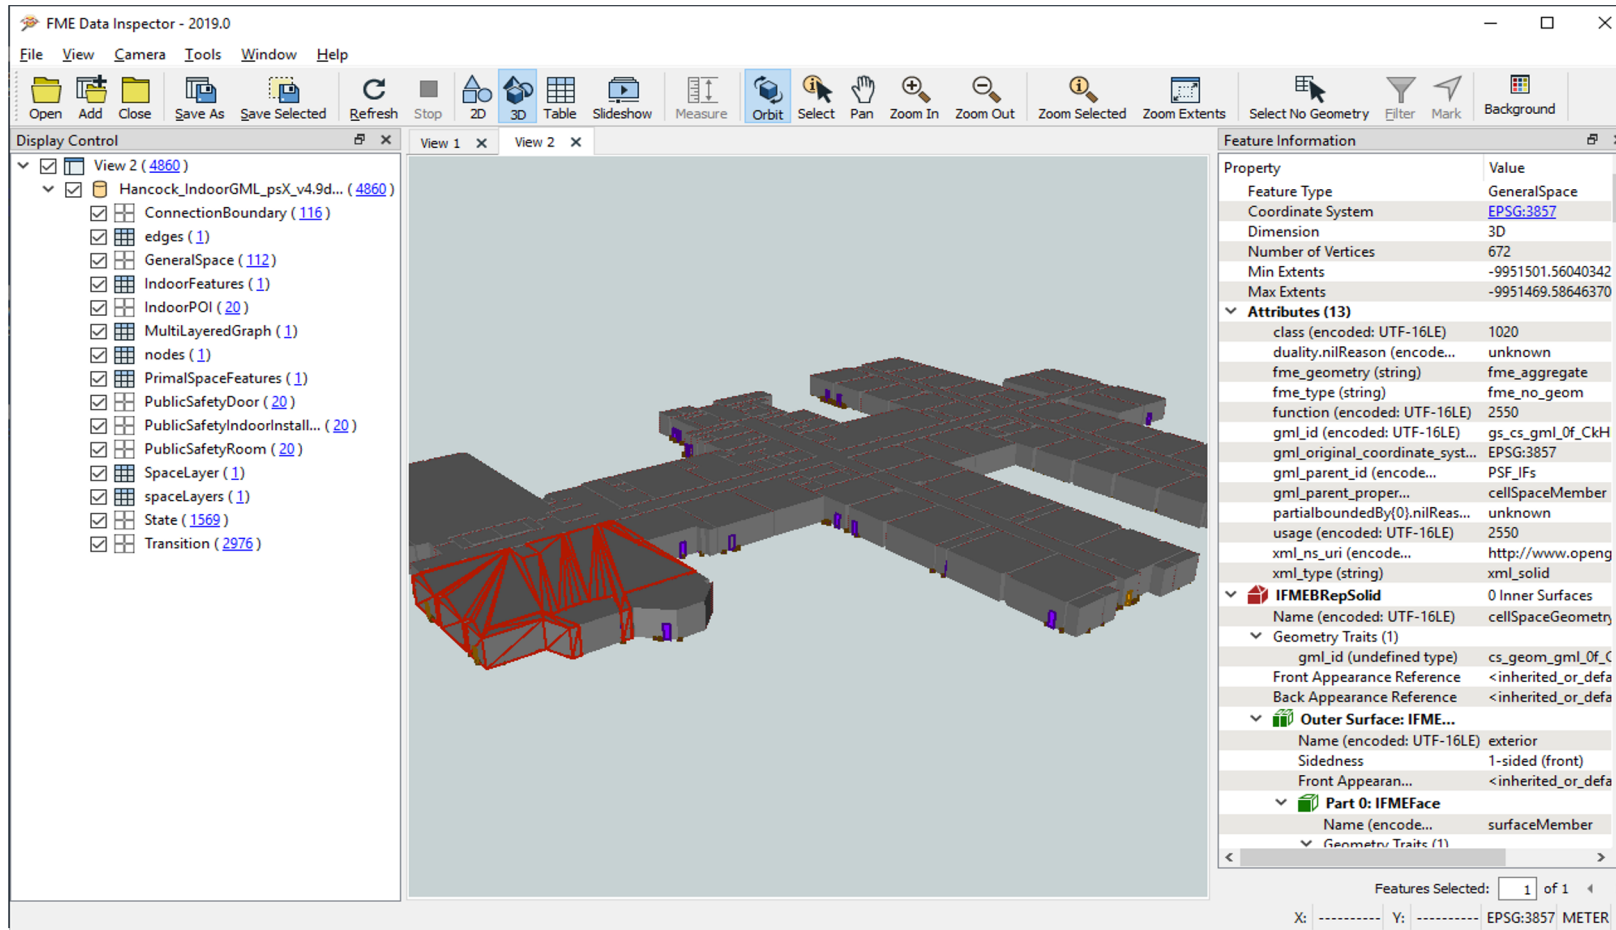 FME Data Inspector - 2019.0
File View Camera Tools Window Help
Open Add Close Save As Save Selected Refresh Stop 2D 3D Table Slideshow Measure Orbit Select Pan Zoom In Zoom Out Zoom Selected Zoom Extents Select No Geometry Filter Mark Background
Display Control
View 2 (4860)
Hancock_IndoorGML_psX_v4.9d... (4860)
ConnectionBoundary (116)
edges (1)
GeneralSpace (112)
IndoorFeatures (1)
IndoorPOI (20)
MultiLayeredGraph (1)
nodes (1)
PrimalSpaceFeatures (1)
PublicSafetyDoor (20)
PublicSafetyIndoorInstall... (20)
PublicSafetyRoom (20)
SpaceLayer (1)
spaceLayers (1)
State (1569)
Transition (2976)
View 1 View 2
Feature Information
Property Value
Feature Type GeneralSpace
Coordinate System EPSG:3857
Dimension 3D
Number of Vertices 672
Min Extents -9951501.56040342
Max Extents -9951469.58646370
Attributes (13)
class (encoded: UTF-16LE) 1020
duality.nilReason (encode... unknown
fme_geometry (string) fme_aggregate
fme_type (string) fme_no_geom
function (encoded: UTF-16LE) 2550
gml_id (encoded: UTF-16LE) gs_cs_gml_0f_CkH
gml_original_coordinate_syst... EPSG:3857
gml_parent_id (encode... PSF_IFs
gml_parent_proper... cellSpaceMember
partialboundedBy{0}.nilReas... unknown
usage (encoded: UTF-16LE) 2550
xml_ns_uri (encode... http://www.openg
xml_type (string) xml_solid
IFMEBRepSolid 0 Inner Surfaces
Name (encoded: UTF-16LE) cellSpaceGeometry
Geometry Traits (1)
gml_id (undefined type) cs_geom_gml_0f_C
Front Appearance Reference <inherited_or_defa
Back Appearance Reference <inherited_or_defa
Outer Surface: IFME...
Name (encoded: UTF-16LE) exterior
Sidedness 1-sided (front)
Front Appearan... <inherited_or_defa
Part 0: IFMEFace
Name (encode... surfaceMember
Geometry Traits (1)
Features Selected: 1 of 1
X: ---------- Y: ---------- EPSG:3857 METER